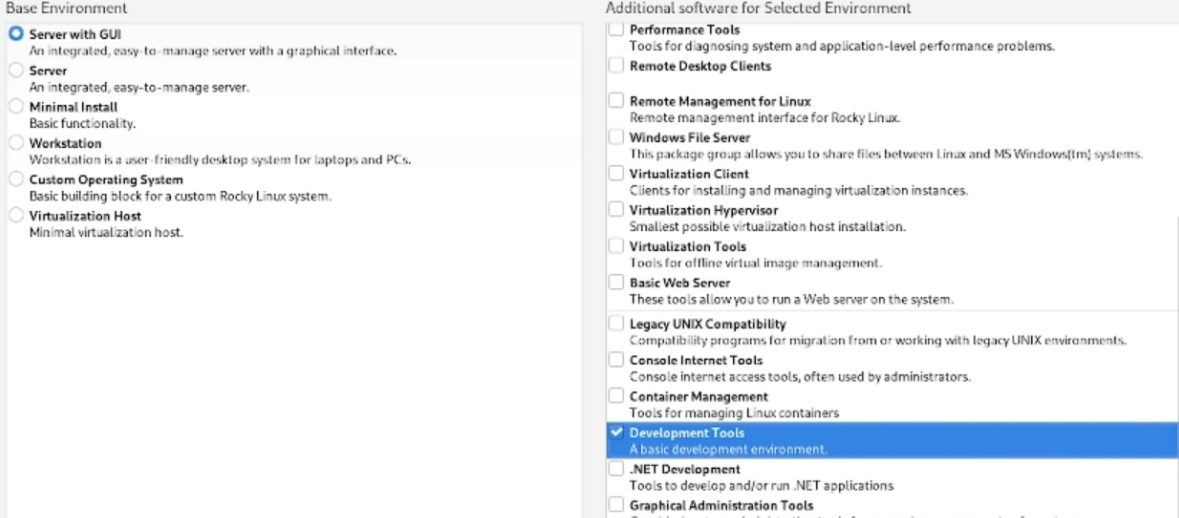 Base Environment
Server with GUI
An integrated, easy-to-manage server with a graphical interface.
Server
An integrated, easy-to-manage server.
Minimal Install
Basic functionality.
Workstation
Workstation is a user-friendly desktop system for laptops and PCs.
Custom Operating System
Basic building block for a custom Rocky Linux system.
Virtualization Host
Minimal virtualization host.
Additional software for Selected Environment
Performance Tools
Tools for diagnosing system and application-level performance problems.
Remote Desktop Clients
Remote Management for Linux
Remote management interface for Rocky Linux.
Windows File Server
This package group allows you to share files between Linux and MS Windows(tm) systems.
Virtualization Client
Clients for installing and managing virtualization instances.
Virtualization Hypervisor
Smallest possible virtualization host installation.
Virtualization Tools
Tools for offline virtual image management.
Basic Web Server
These tools allow you to run a Web server on the system.
Legacy UNIX Compatibility
Compatibility programs for migration from or working with legacy UNIX environments.
Console Internet Tools
Console internet access tools, often used by administrators.
Container Management
Tools for managing Linux containers
Development Tools
A basic development environment.
.NET Development
Tools to develop and/or run .NET applications
Graphical Administration Tools